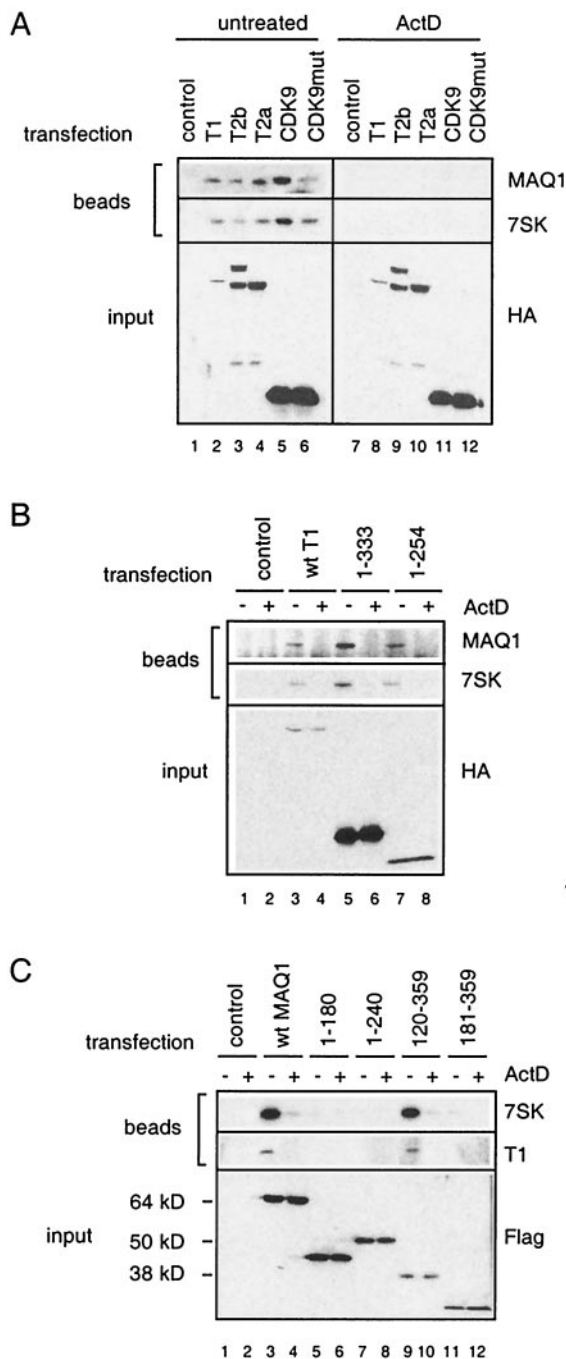 A
untreated ActD
transfection control T1 T2b T2a CDK9 CDK9mut control T1 T2b T2a CDK9 CDK9mut
beads MAQ1
7SK
input HA
1 2 3 4 5 6 7 8 9 10 11 12
B
transfection control wt T1 1-333 1-254
- + - + - + - + ActD
beads MAQ1
7SK
input HA
1 2 3 4 5 6 7 8
C
transfection control wt MAQ1 1-180 1-240 120-359 181-359
- + - + - + - + - + - + ActD
beads 7SK
T1
64 kD
input 50 kD Flag
38 kD
1 2 3 4 5 6 7 8 9 10 11 12